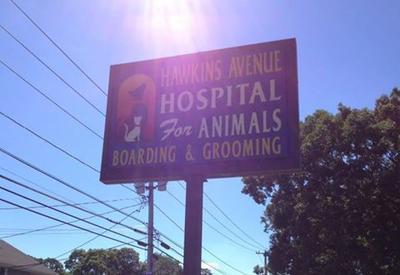 HAWKINS AVENUE
HOSPITAL
For ANIMALS
BOARDING & GROOMING